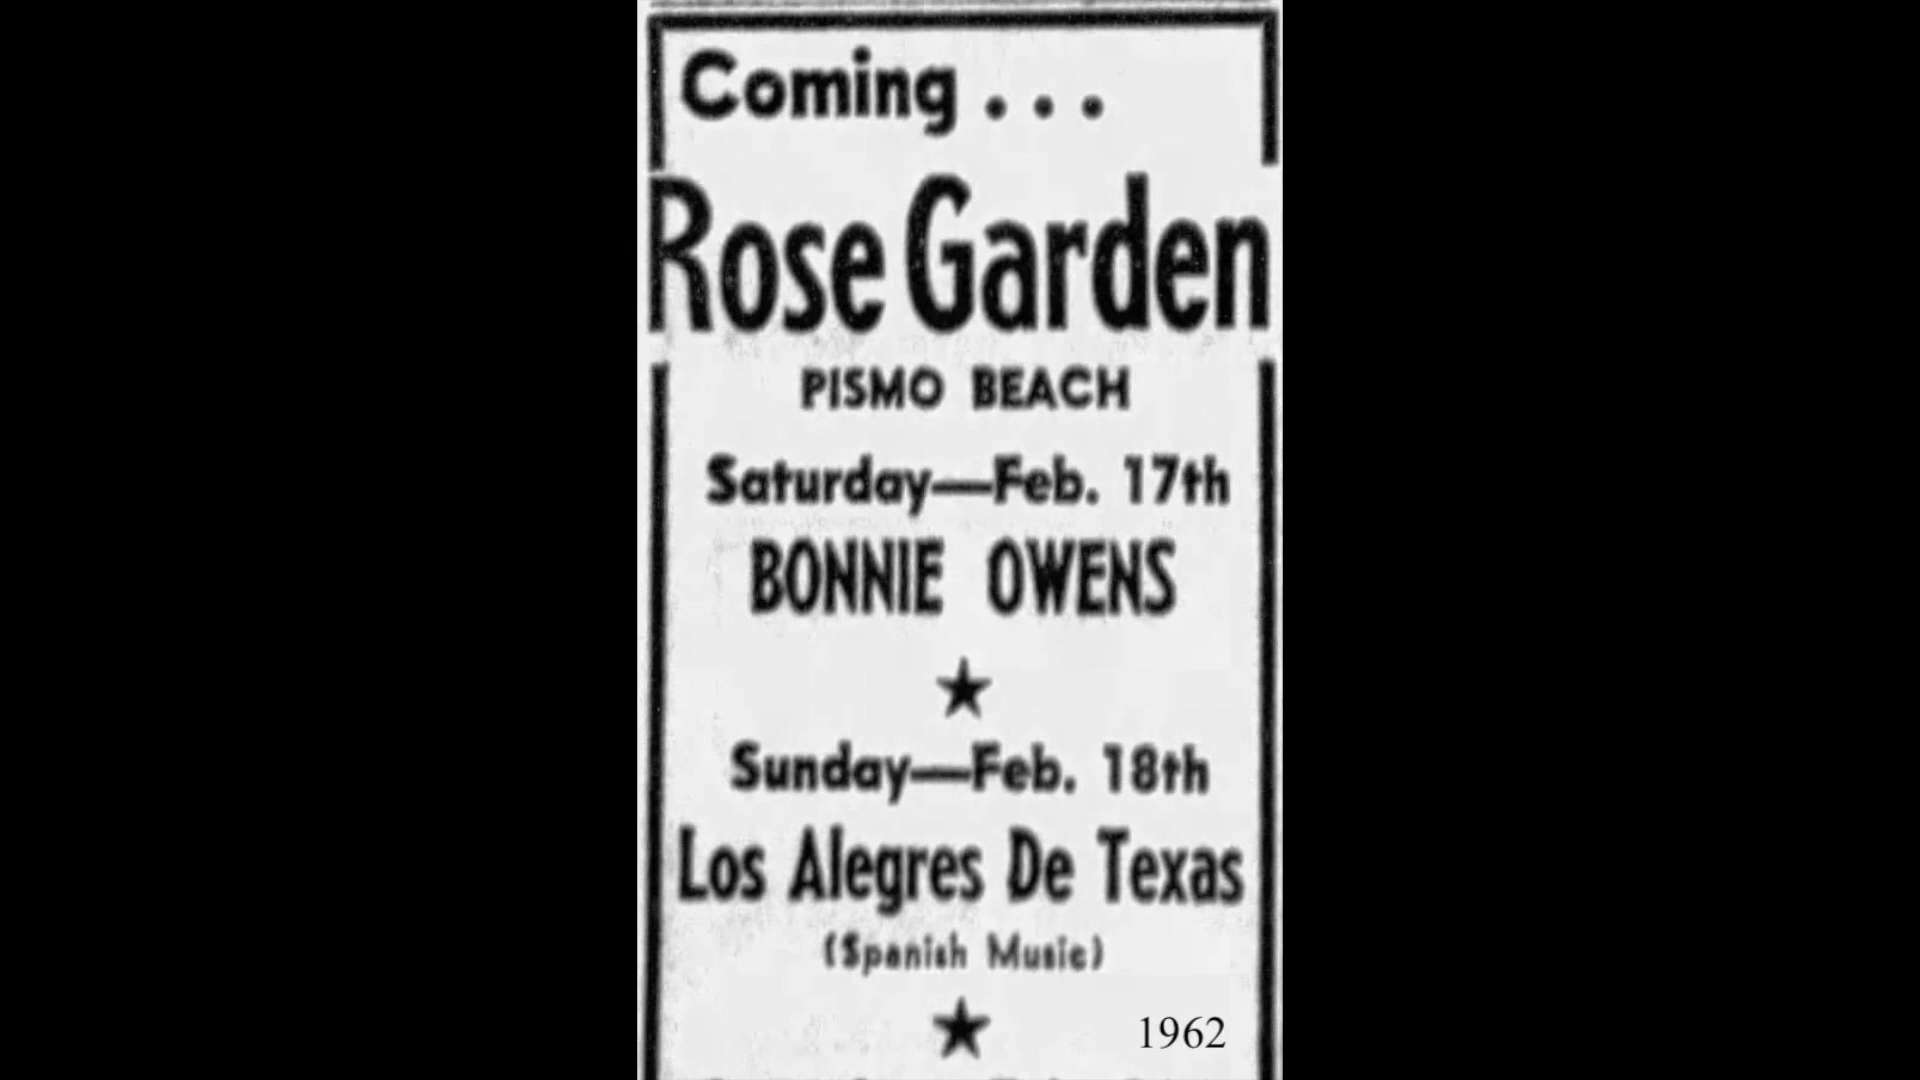 Coming . . .
Rose Garden
PISMO BEACH
Saturday—Feb. 17th
BONNIE OWENS
Sunday—Feb. 18th
Los Alegres De Texas
(Spanish Music)
1962